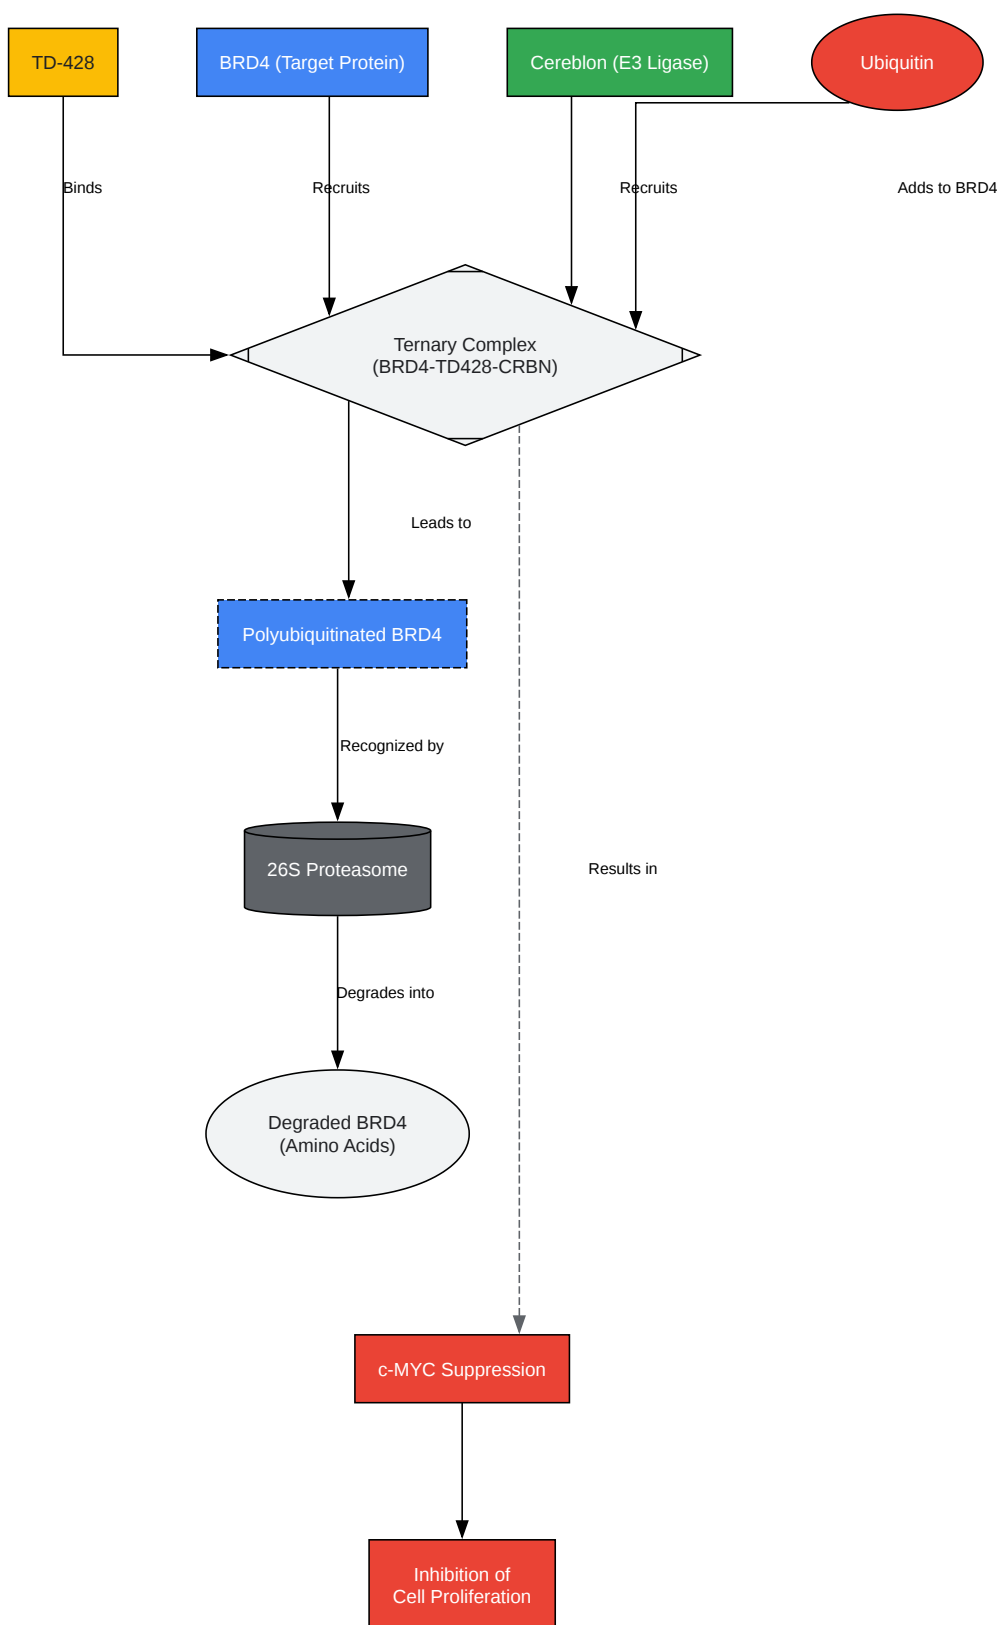 TD-428
BRD4 (Target Protein)
Cereblon (E3 Ligase)
Ubiquitin
Binds
Recruits
Recruits
Adds to BRD4
Ternary Complex
(BRD4-TD428-CRBN)
Leads to
Polyubiquitinated BRD4
Recognized by
26S Proteasome
Results in
Degrades into
Degraded BRD4
(Amino Acids)
c-MYC Suppression
Inhibition of
Cell Proliferation